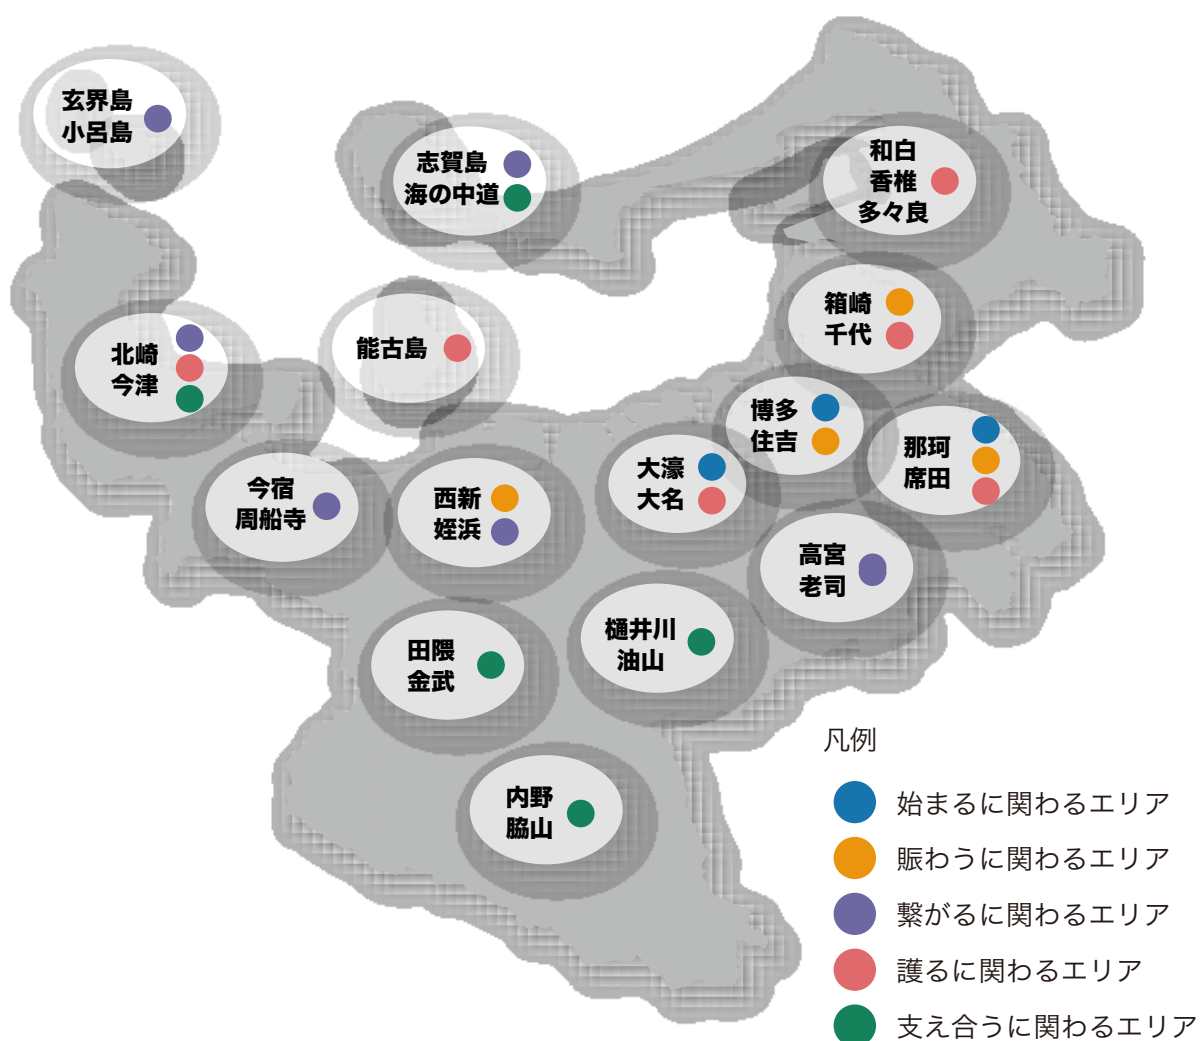 玄界島
小呂島
志賀島
海の中道
和白
香椎
多々良
箱崎
千代
北崎
今津
能古島
博多
住吉
那珂
席田
大濠
大名
今宿
周船寺
西新
姪浜
高宮
老司
樋井川
油山
田隈
金武
内野
脇山
凡例
始まるに関わるエリア
賑わうに関わるエリア
繋がるに関わるエリア
護るに関わるエリア
支え合うに関わるエリア